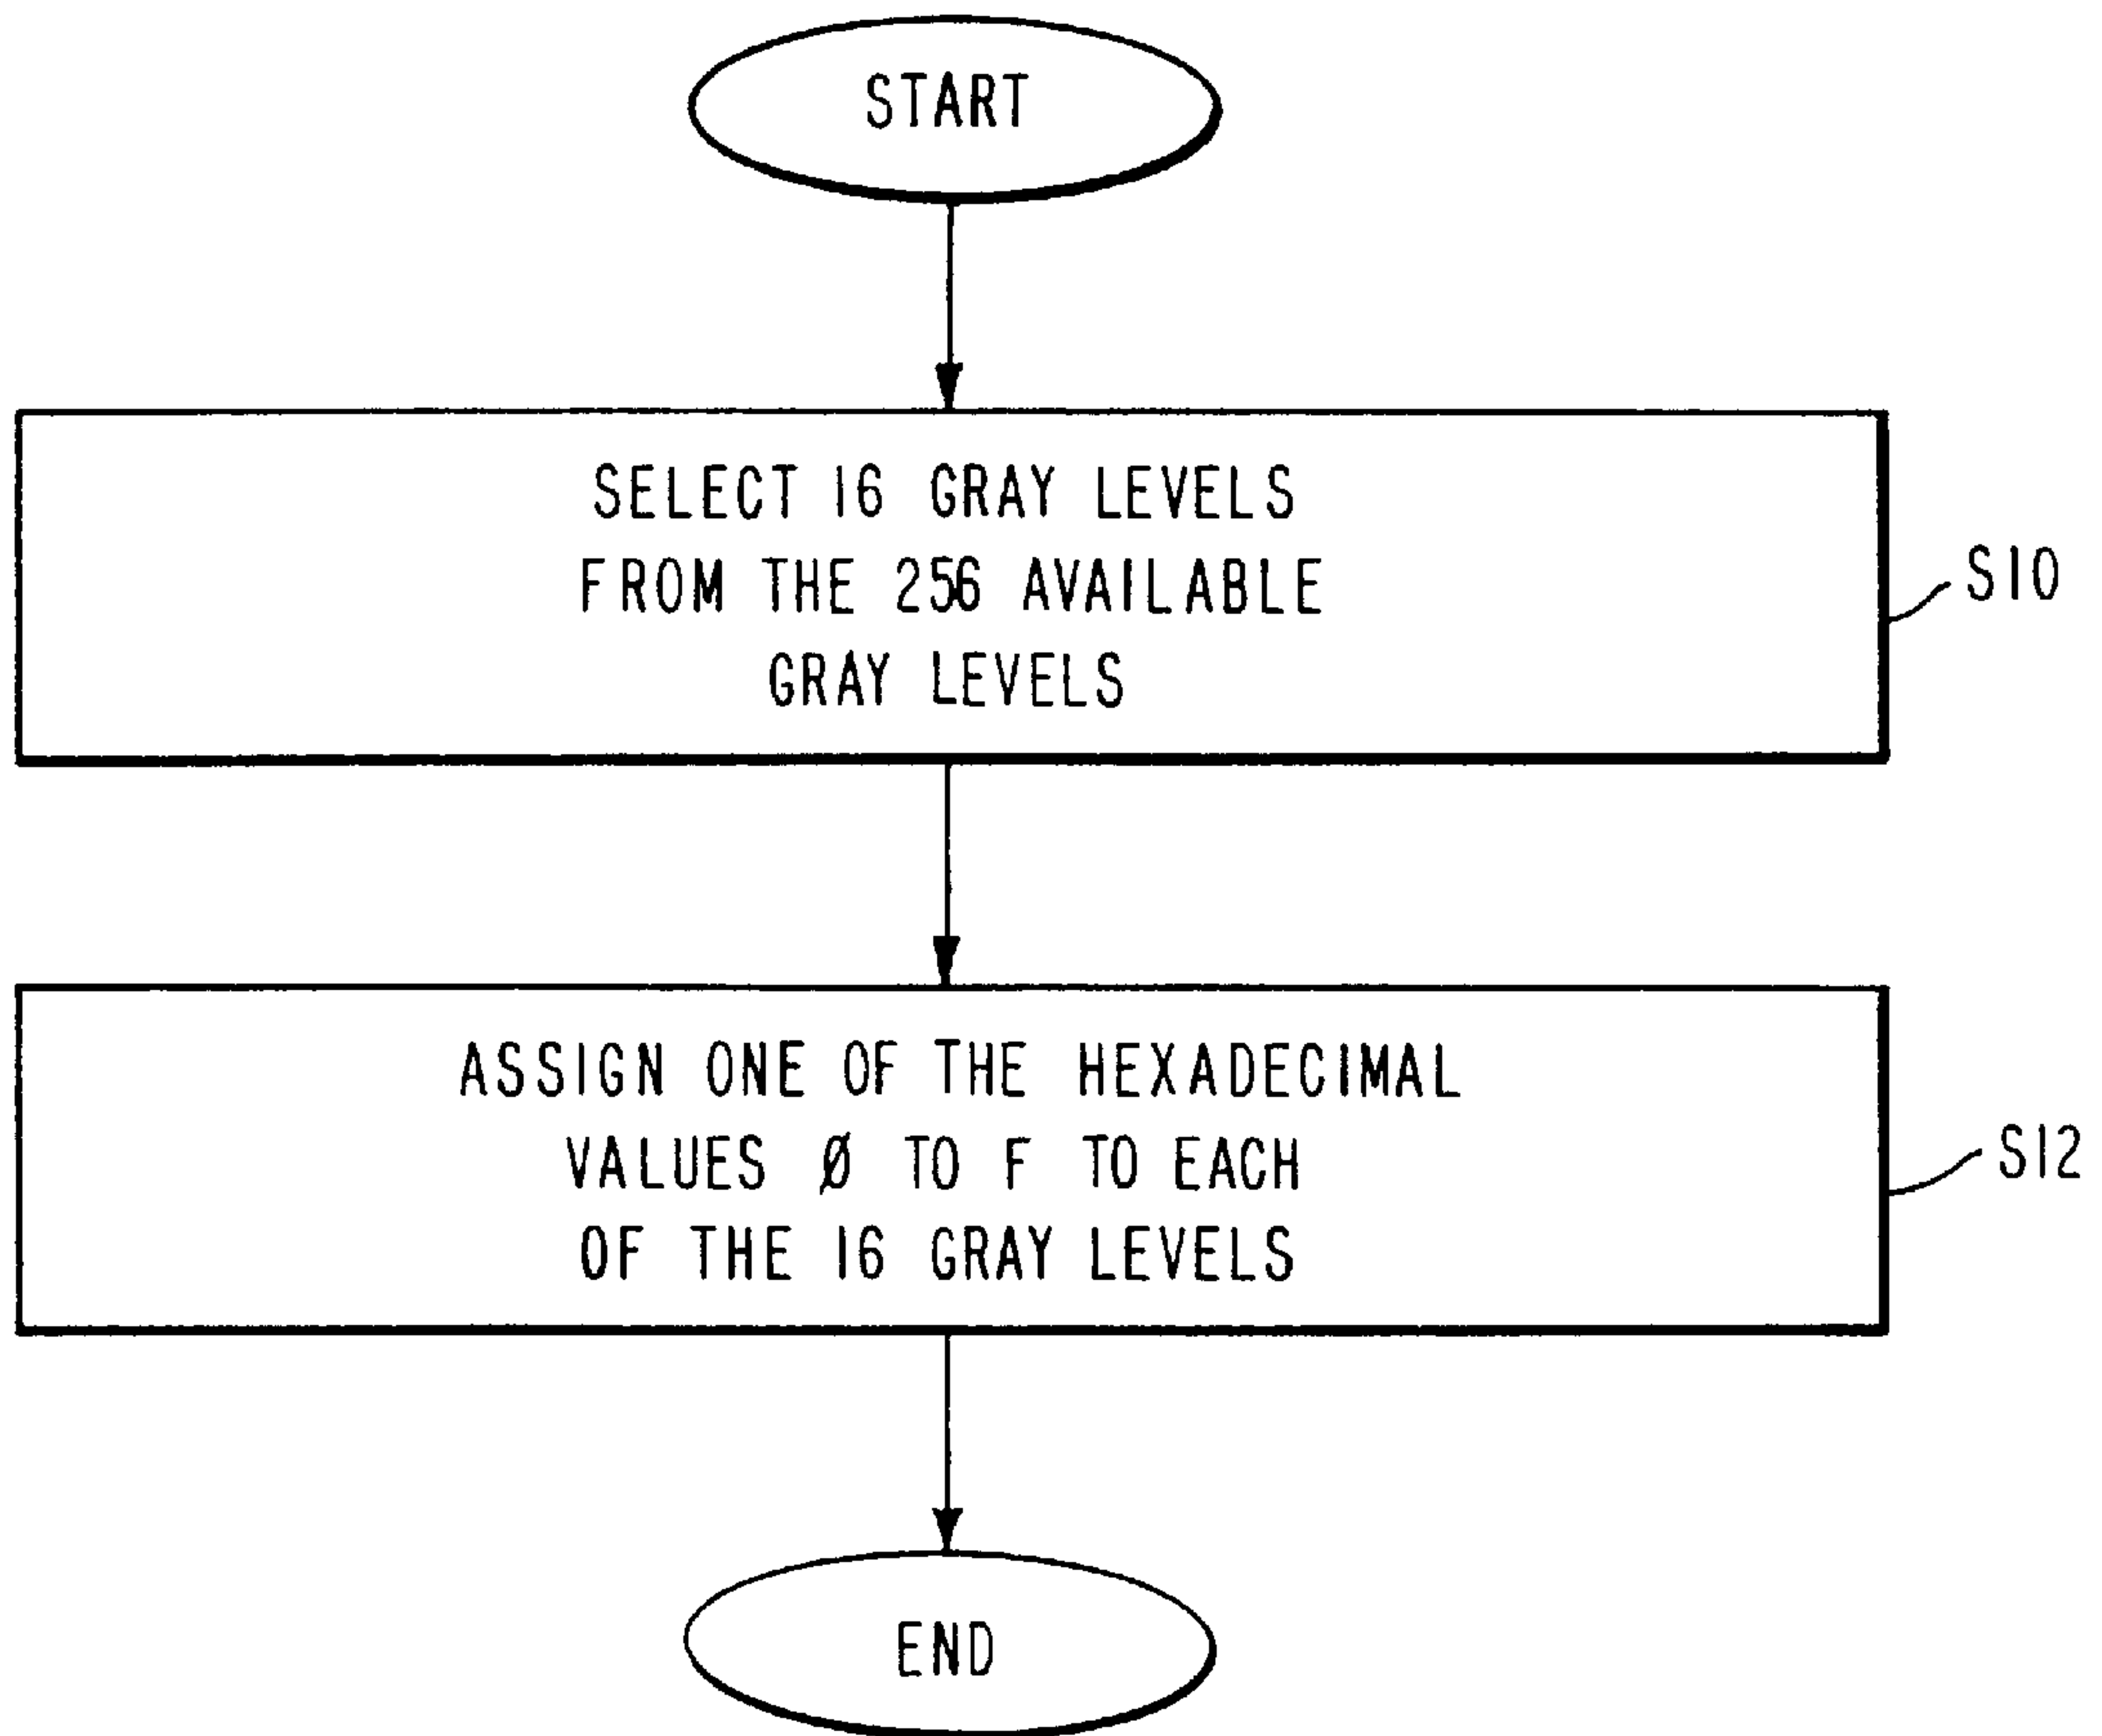 START
SELECT 16 GRAY LEVELS
FROM THE 256 AVAILABLE
GRAY LEVELS
S10
ASSIGN ONE OF THE HEXADECIMAL
VALUES Ø TO F TO EACH
OF THE 16 GRAY LEVELS
S12
END